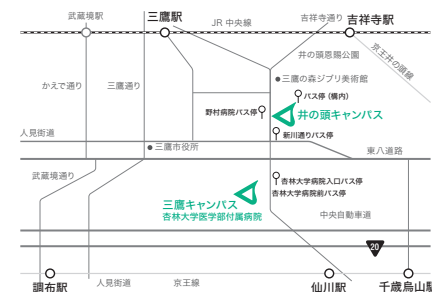 武蔵境駅
三鷹駅
JR 中央線
吉祥寺通り
吉祥寺駅
井の頭恩賜公園
京王井の頭線
三鷹の森ジブリ美術館
かえで通り
三鷹通り
バス停（構内）
野村病院バス停
井の頭キャンパス
人見街道
新川通りバス停
三鷹市役所
東八道路
武蔵境通り
杏林大学病院入口バス停
杏林大学病院前バス停
三鷹キャンパス
杏林大学医学部付属病院
中央自動車道
20
調布駅
人見街道
京王線
仙川駅
千歳烏山駅